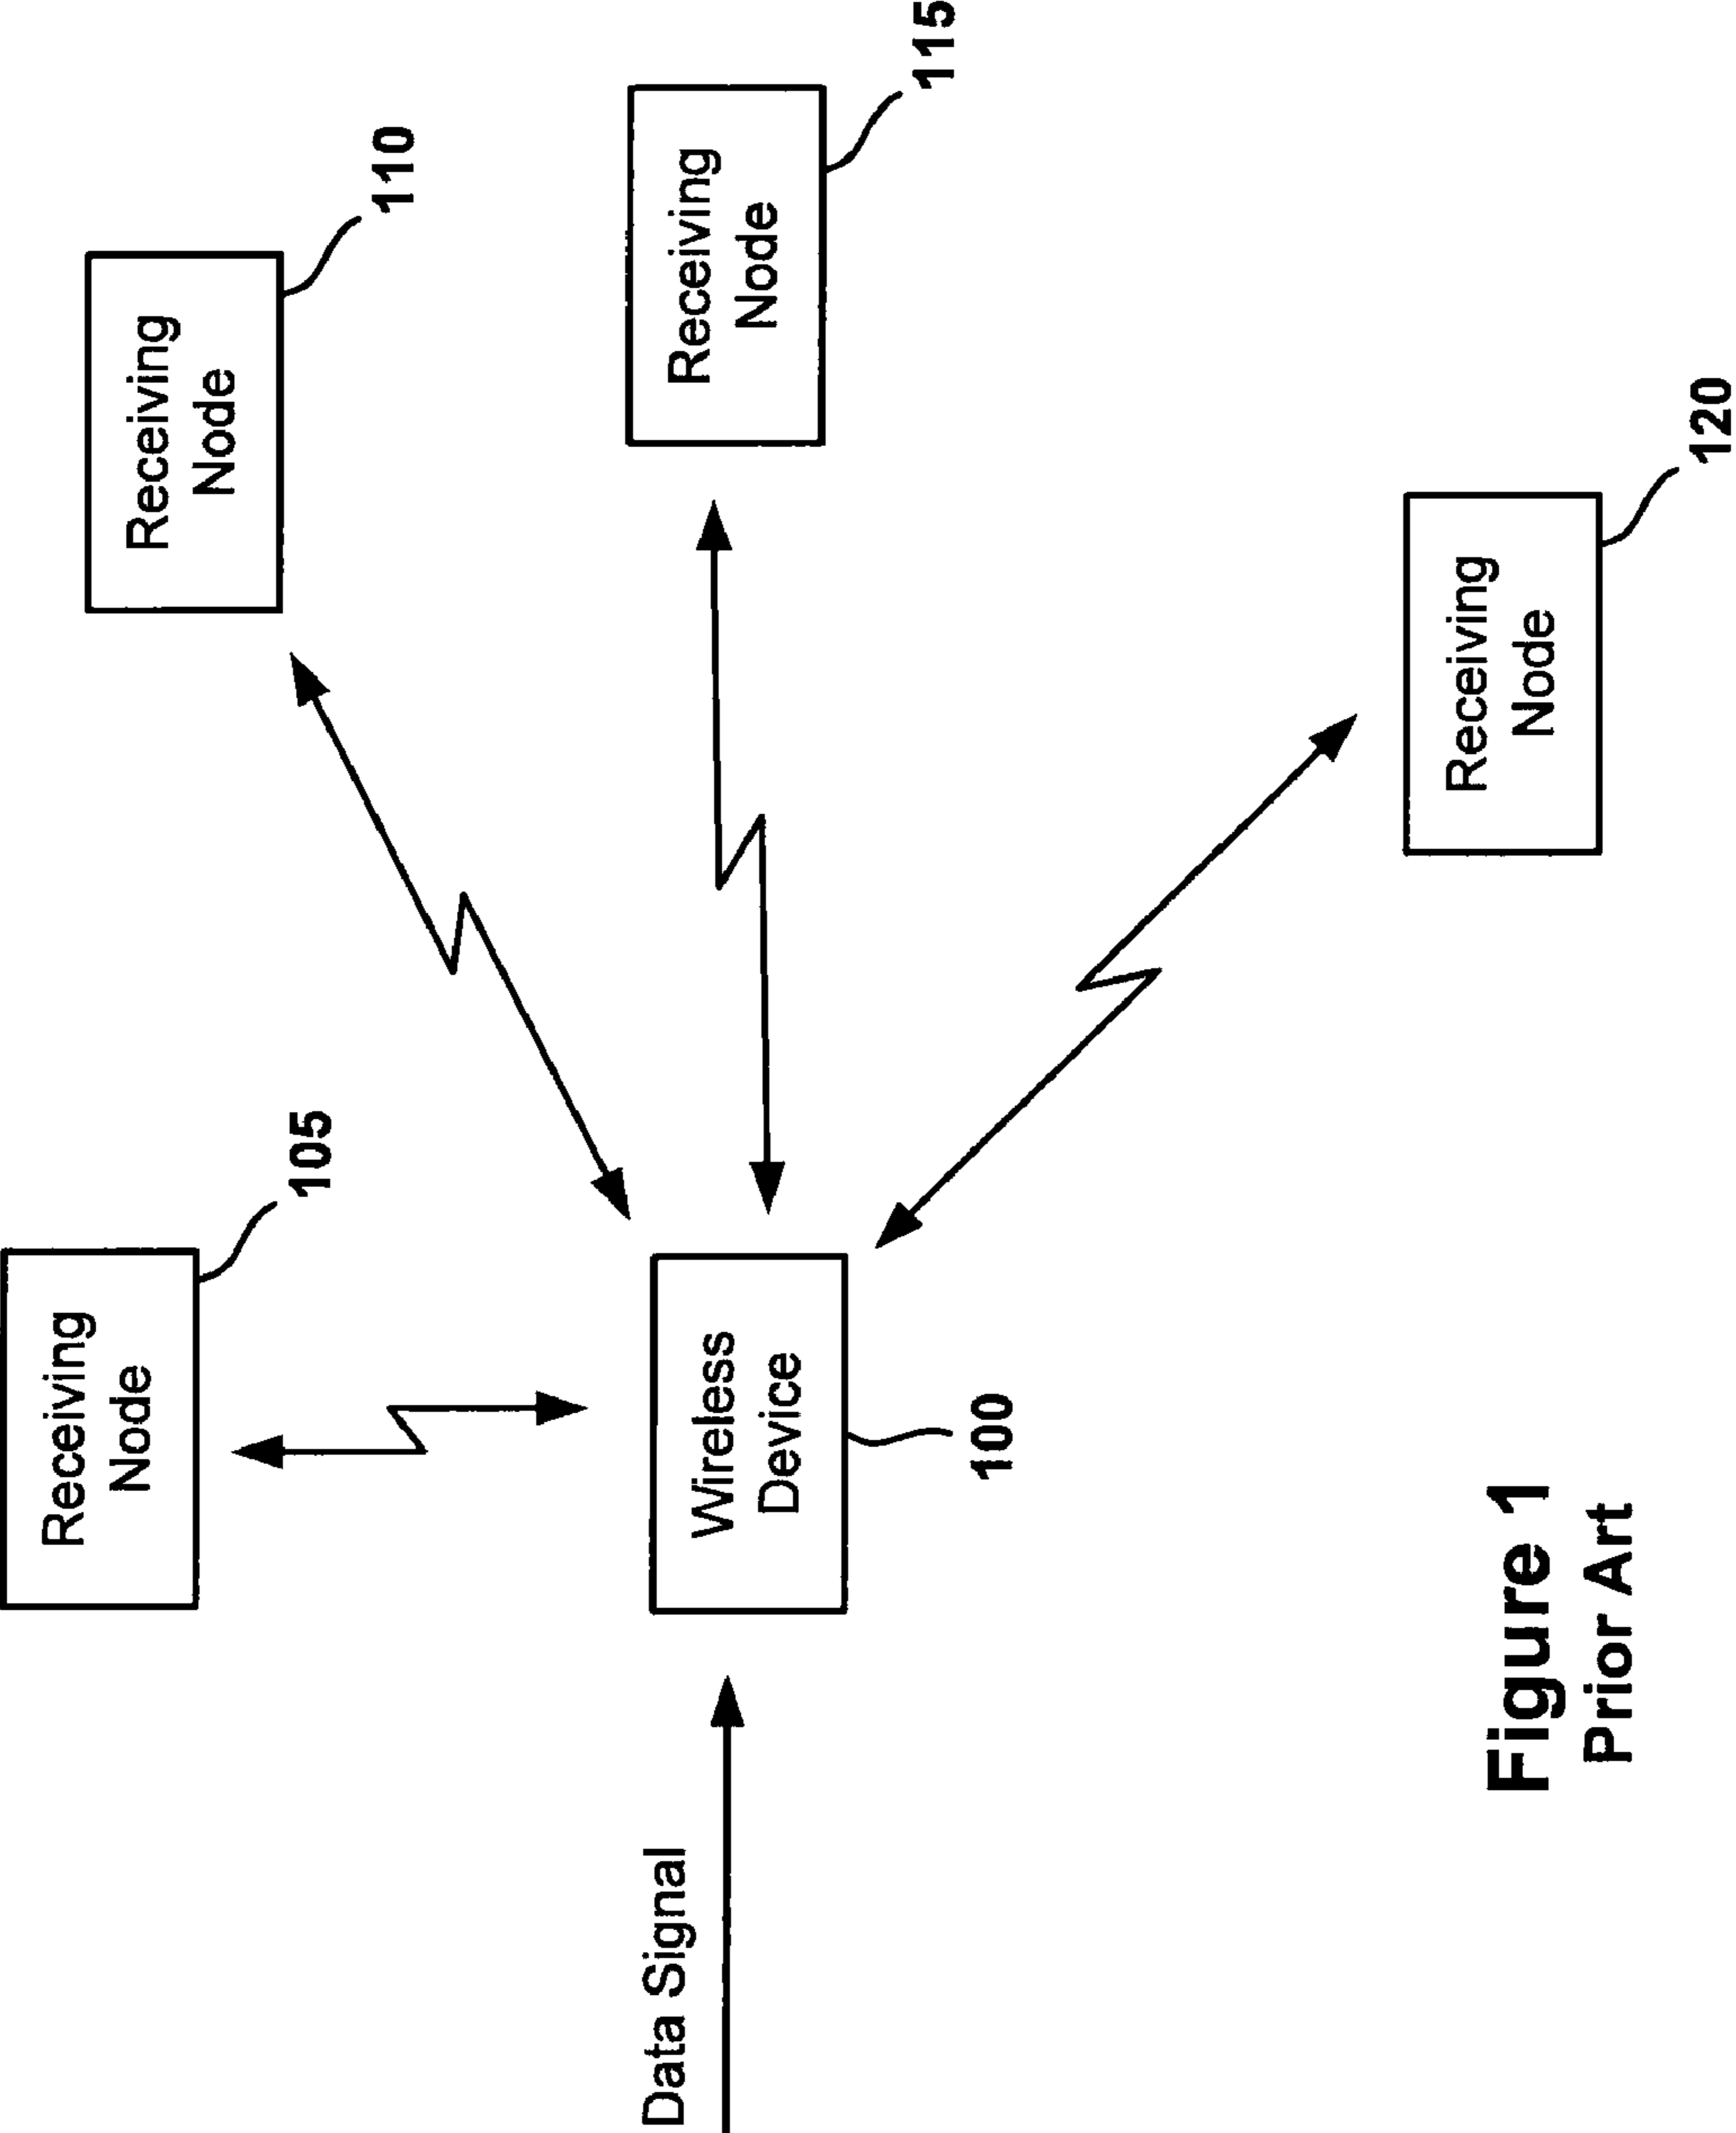 Receiving
Node
105
Receiving
Node
110
Data Signal
Wireless
Device
100
Receiving
Node
115
Receiving
Node
120
Figure 1
Prior Art